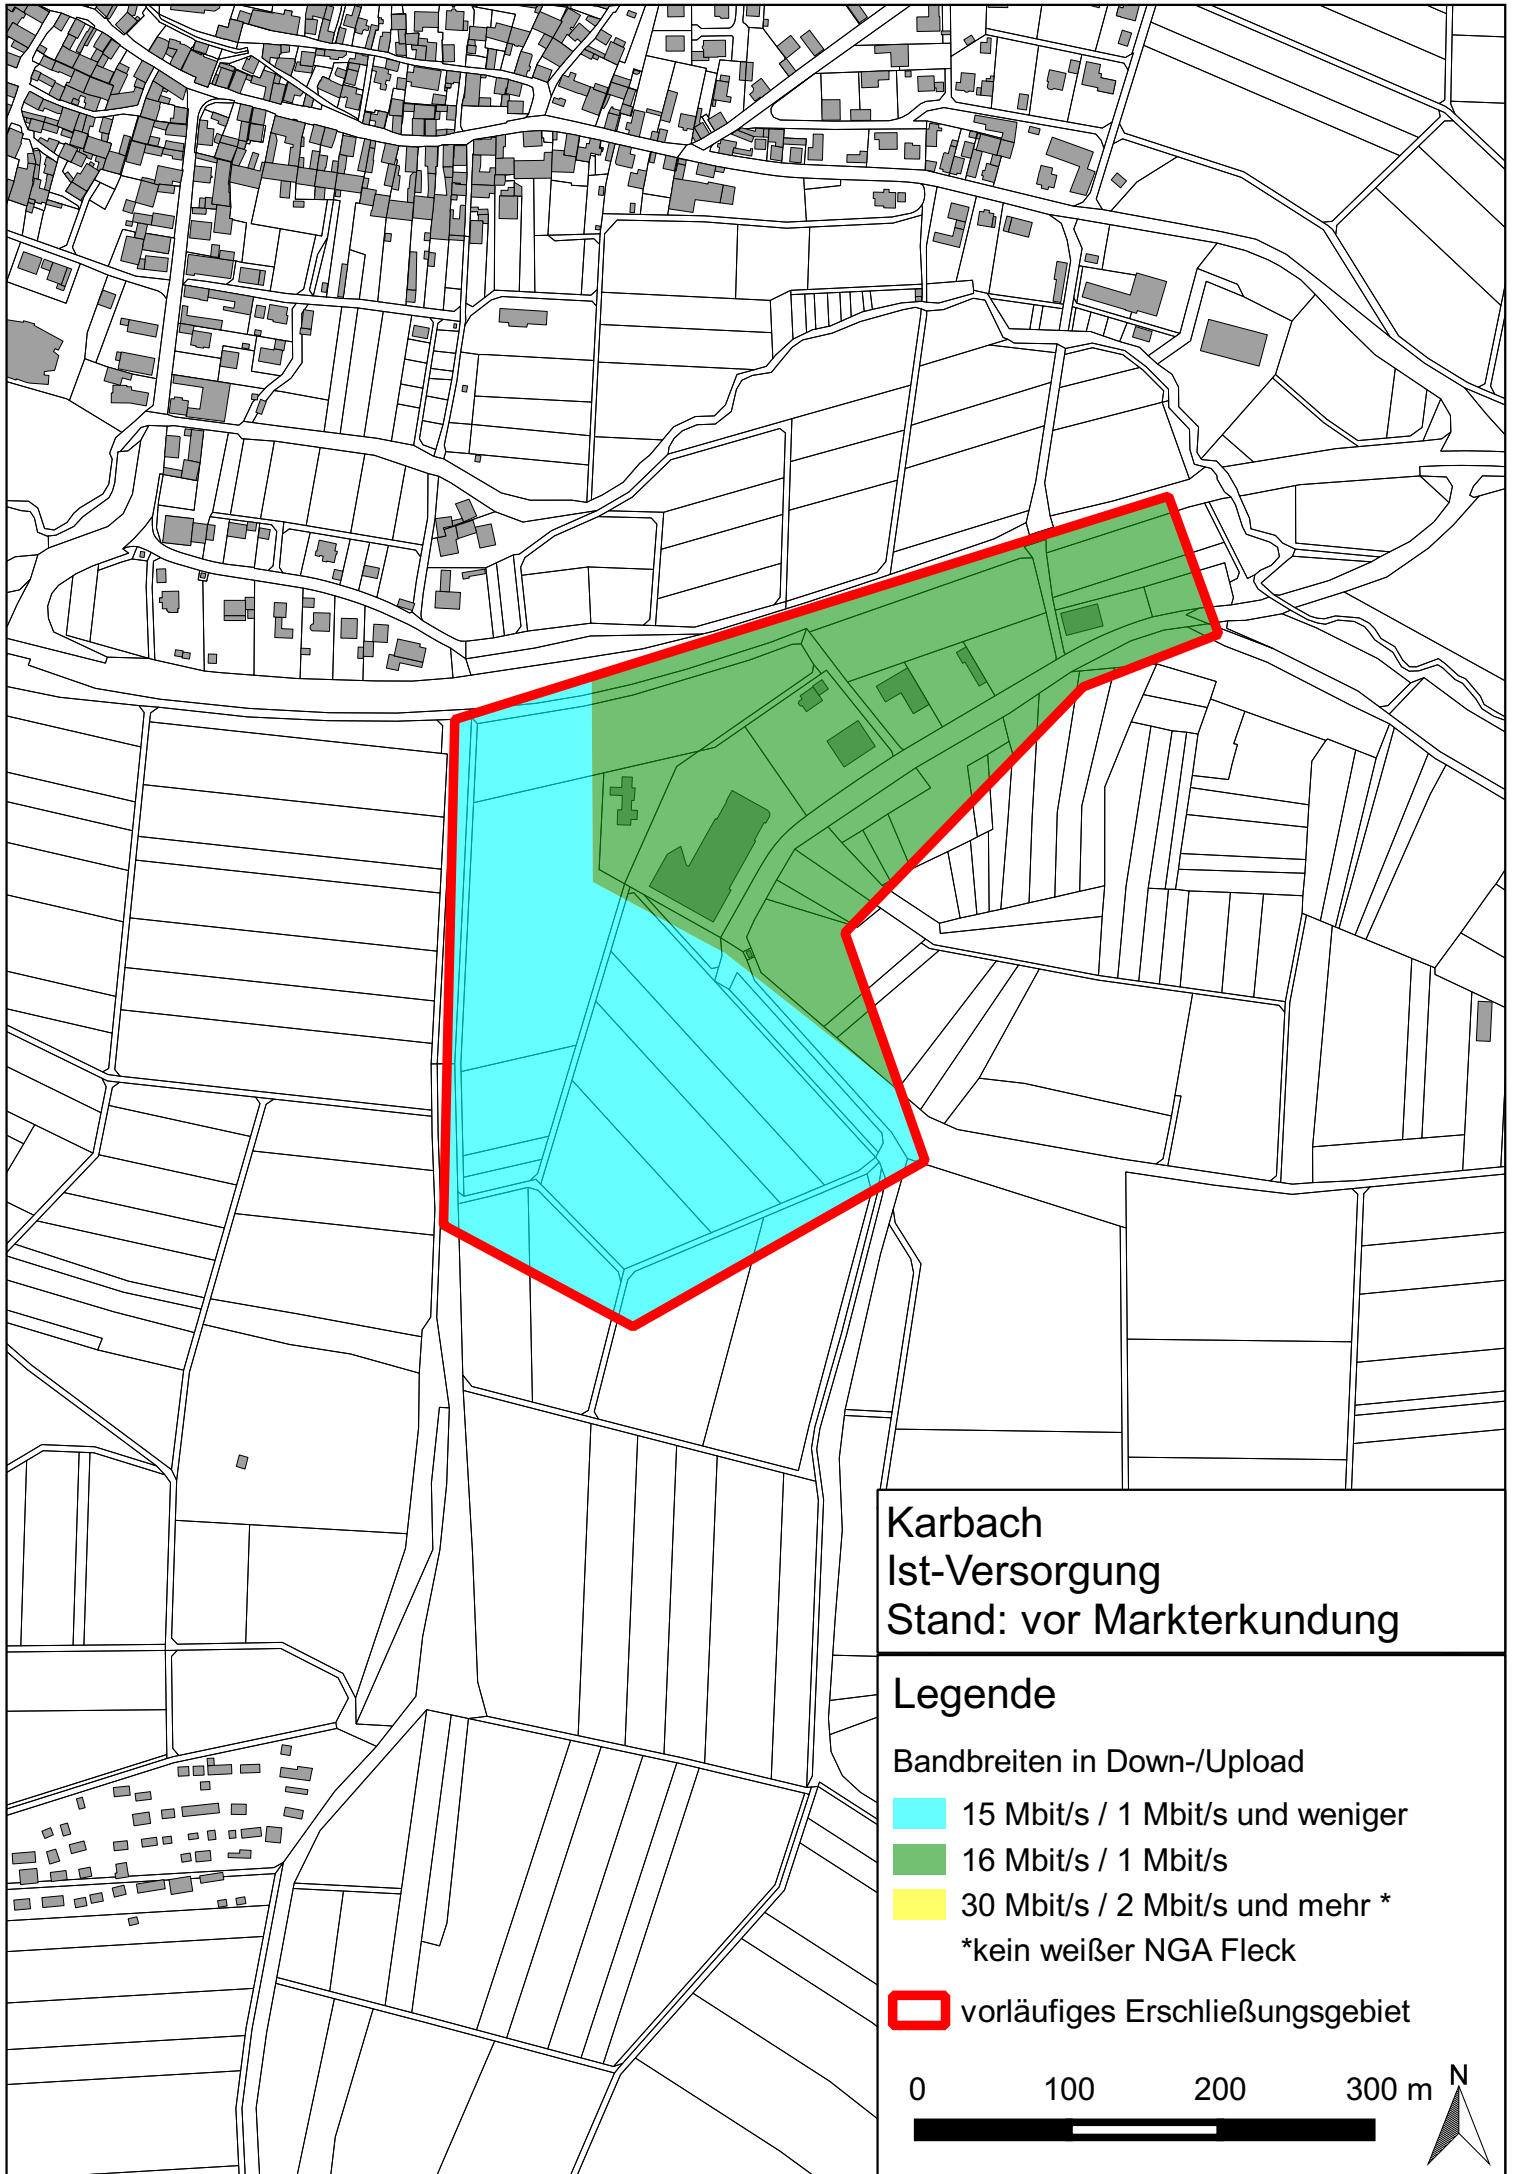 Karbach
Ist-Versorgung
Stand: vor Markterkundung
Legende
Bandbreiten in Down-/Upload
15 Mbit/s / 1 Mbit/s und weniger
16 Mbit/s / 1 Mbit/s
30 Mbit/s / 2 Mbit/s und mehr *
*kein weißer NGA Fleck
vorläufiges Erschließungsgebiet
0 100 200 300 m N